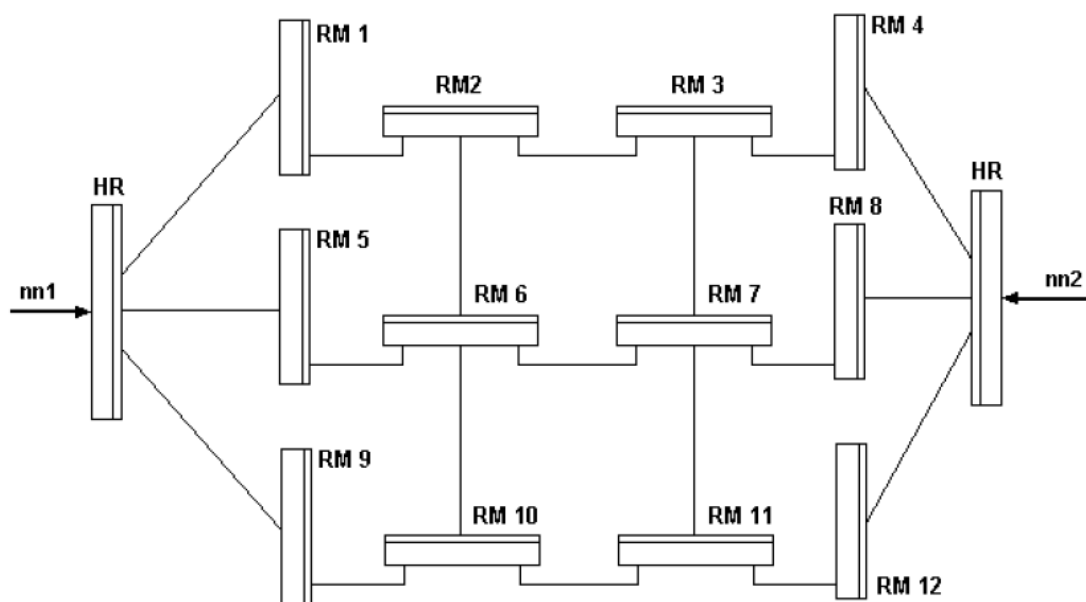 RM 1
RM2
RM 3
RM 4
HR
RM 5
RM 8
HR
nn1
RM 6
RM 7
nn2
RM 9
RM 10
RM 11
RM 12